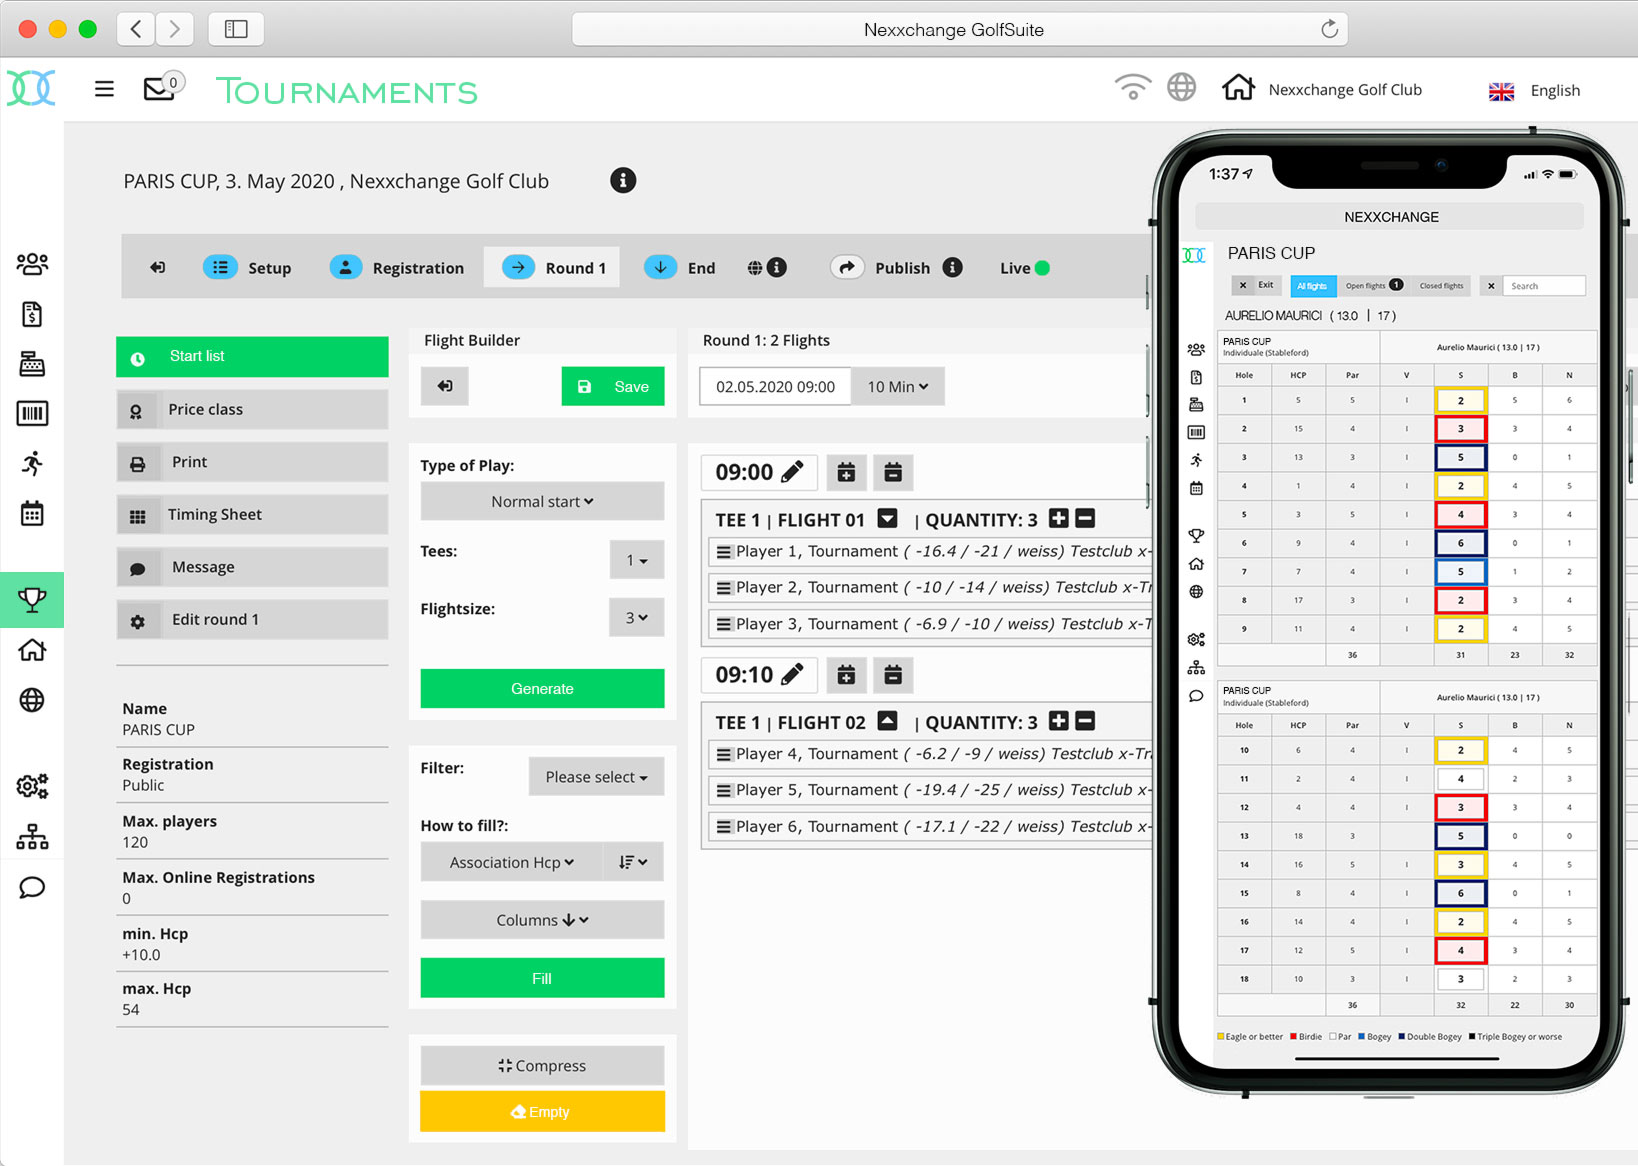 Nexxchange GolfSuite
0
TOURNAMENTS
Nexxchange Golf Club
English
PARIS CUP, 3. May 2020 , Nexxchange Golf Club
Setup
Registration
Round 1
End
Publish
Live
Start list
Price class
Print
Timing Sheet
Message
Edit round 1
Name
PARIS CUP
Registration
Public
Max. players
120
Max. Online Registrations
0
min. Hcp
+10.0
max. Hcp
54
Flight Builder
Save
Type of Play:
Normal start
Tees:
1
Flightsize:
3
Generate
Filter:
Please select
How to fill?:
Association Hcp
Columns
Fill
Compress
Empty
Round 1: 2 Flights
02.05.2020 09:00 10 Min
09:00
TEE 1 | FLIGHT 01 | QUANTITY: 3
Player 1, Tournament ( -16.4 / -21 / weiss) Testclub x-
Player 2, Tournament ( -10 / -14 / weiss) Testclub x-Tr
Player 3, Tournament ( -6.9 / -10 / weiss) Testclub x-T
09:10
TEE 1 | FLIGHT 02 | QUANTITY: 3
Player 4, Tournament ( -6.2 / -9 / weiss) Testclub x-Tra
Player 5, Tournament ( -19.4 / -25 / weiss) Testclub x-
Player 6, Tournament ( -17.1 / -22 / weiss) Testclub x-
1:37
NEXXCHANGE
PARIS CUP
Exit All flights Open flights 1 Closed flights Search
AURELIO MAURICI ( 13.0 | 17 )
PARIS CUP
Individuale (Stableford)
Aurelio Maurici ( 13.0 | 17 )
Hole HCP Par V S B N
1 5 5 I 2 5 6
2 15 4 I 3 3 4
3 13 3 I 5 0 1
4 1 4 I 2 4 5
5 3 5 I 4 3 4
6 9 4 I 6 0 1
7 7 4 I 5 1 2
8 17 3 I 2 3 4
9 11 4 I 2 4 5
36 31 23 32
PARIS CUP
Individuale (Stableford)
Aurelio Maurici ( 13.0 | 17 )
Hole HCP Par V S B N
10 6 4 I 2 4 5
11 2 4 I 4 2 3
12 4 4 I 3 3 4
13 18 3 5 0 0
14 16 5 I 3 4 5
15 8 4 I 6 0 1
16 14 4 I 2 4 5
17 12 5 I 4 3 4
18 10 3 I 3 2 3
36 32 22 30
Eagle or better Birdie Par Bogey Double Bogey Triple Bogey or worse